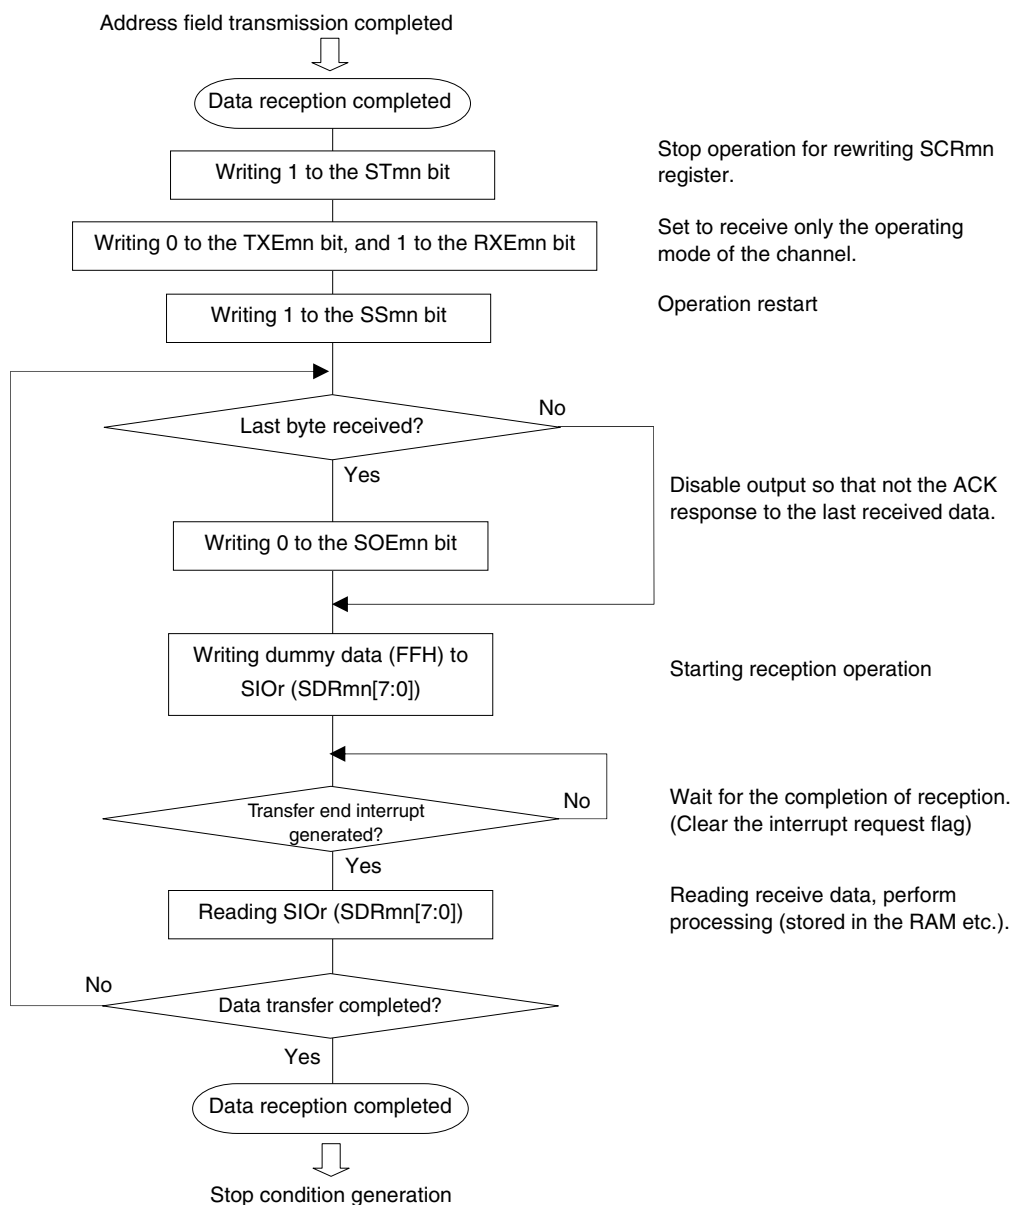 Address field transmission completed
Data reception completed
Writing 1 to the STmn bit
Stop operation for rewriting SCRmn
register.
Writing 0 to the TXEmn bit, and 1 to the RXEmn bit
Set to receive only the operating
mode of the channel.
Writing 1 to the SSmn bit
Operation restart
Last byte received?
No
Yes
Disable output so that not the ACK
response to the last received data.
Writing 0 to the SOEmn bit
Writing dummy data (FFH) to
SIOr (SDRmn[7:0])
Starting reception operation
Transfer end interrupt
generated?
No
Wait for the completion of reception.
(Clear the interrupt request flag)
Yes
Reading SIOr (SDRmn[7:0])
Reading receive data, perform
processing (stored in the RAM etc.).
No
Data transfer completed?
Yes
Data reception completed
Stop condition generation